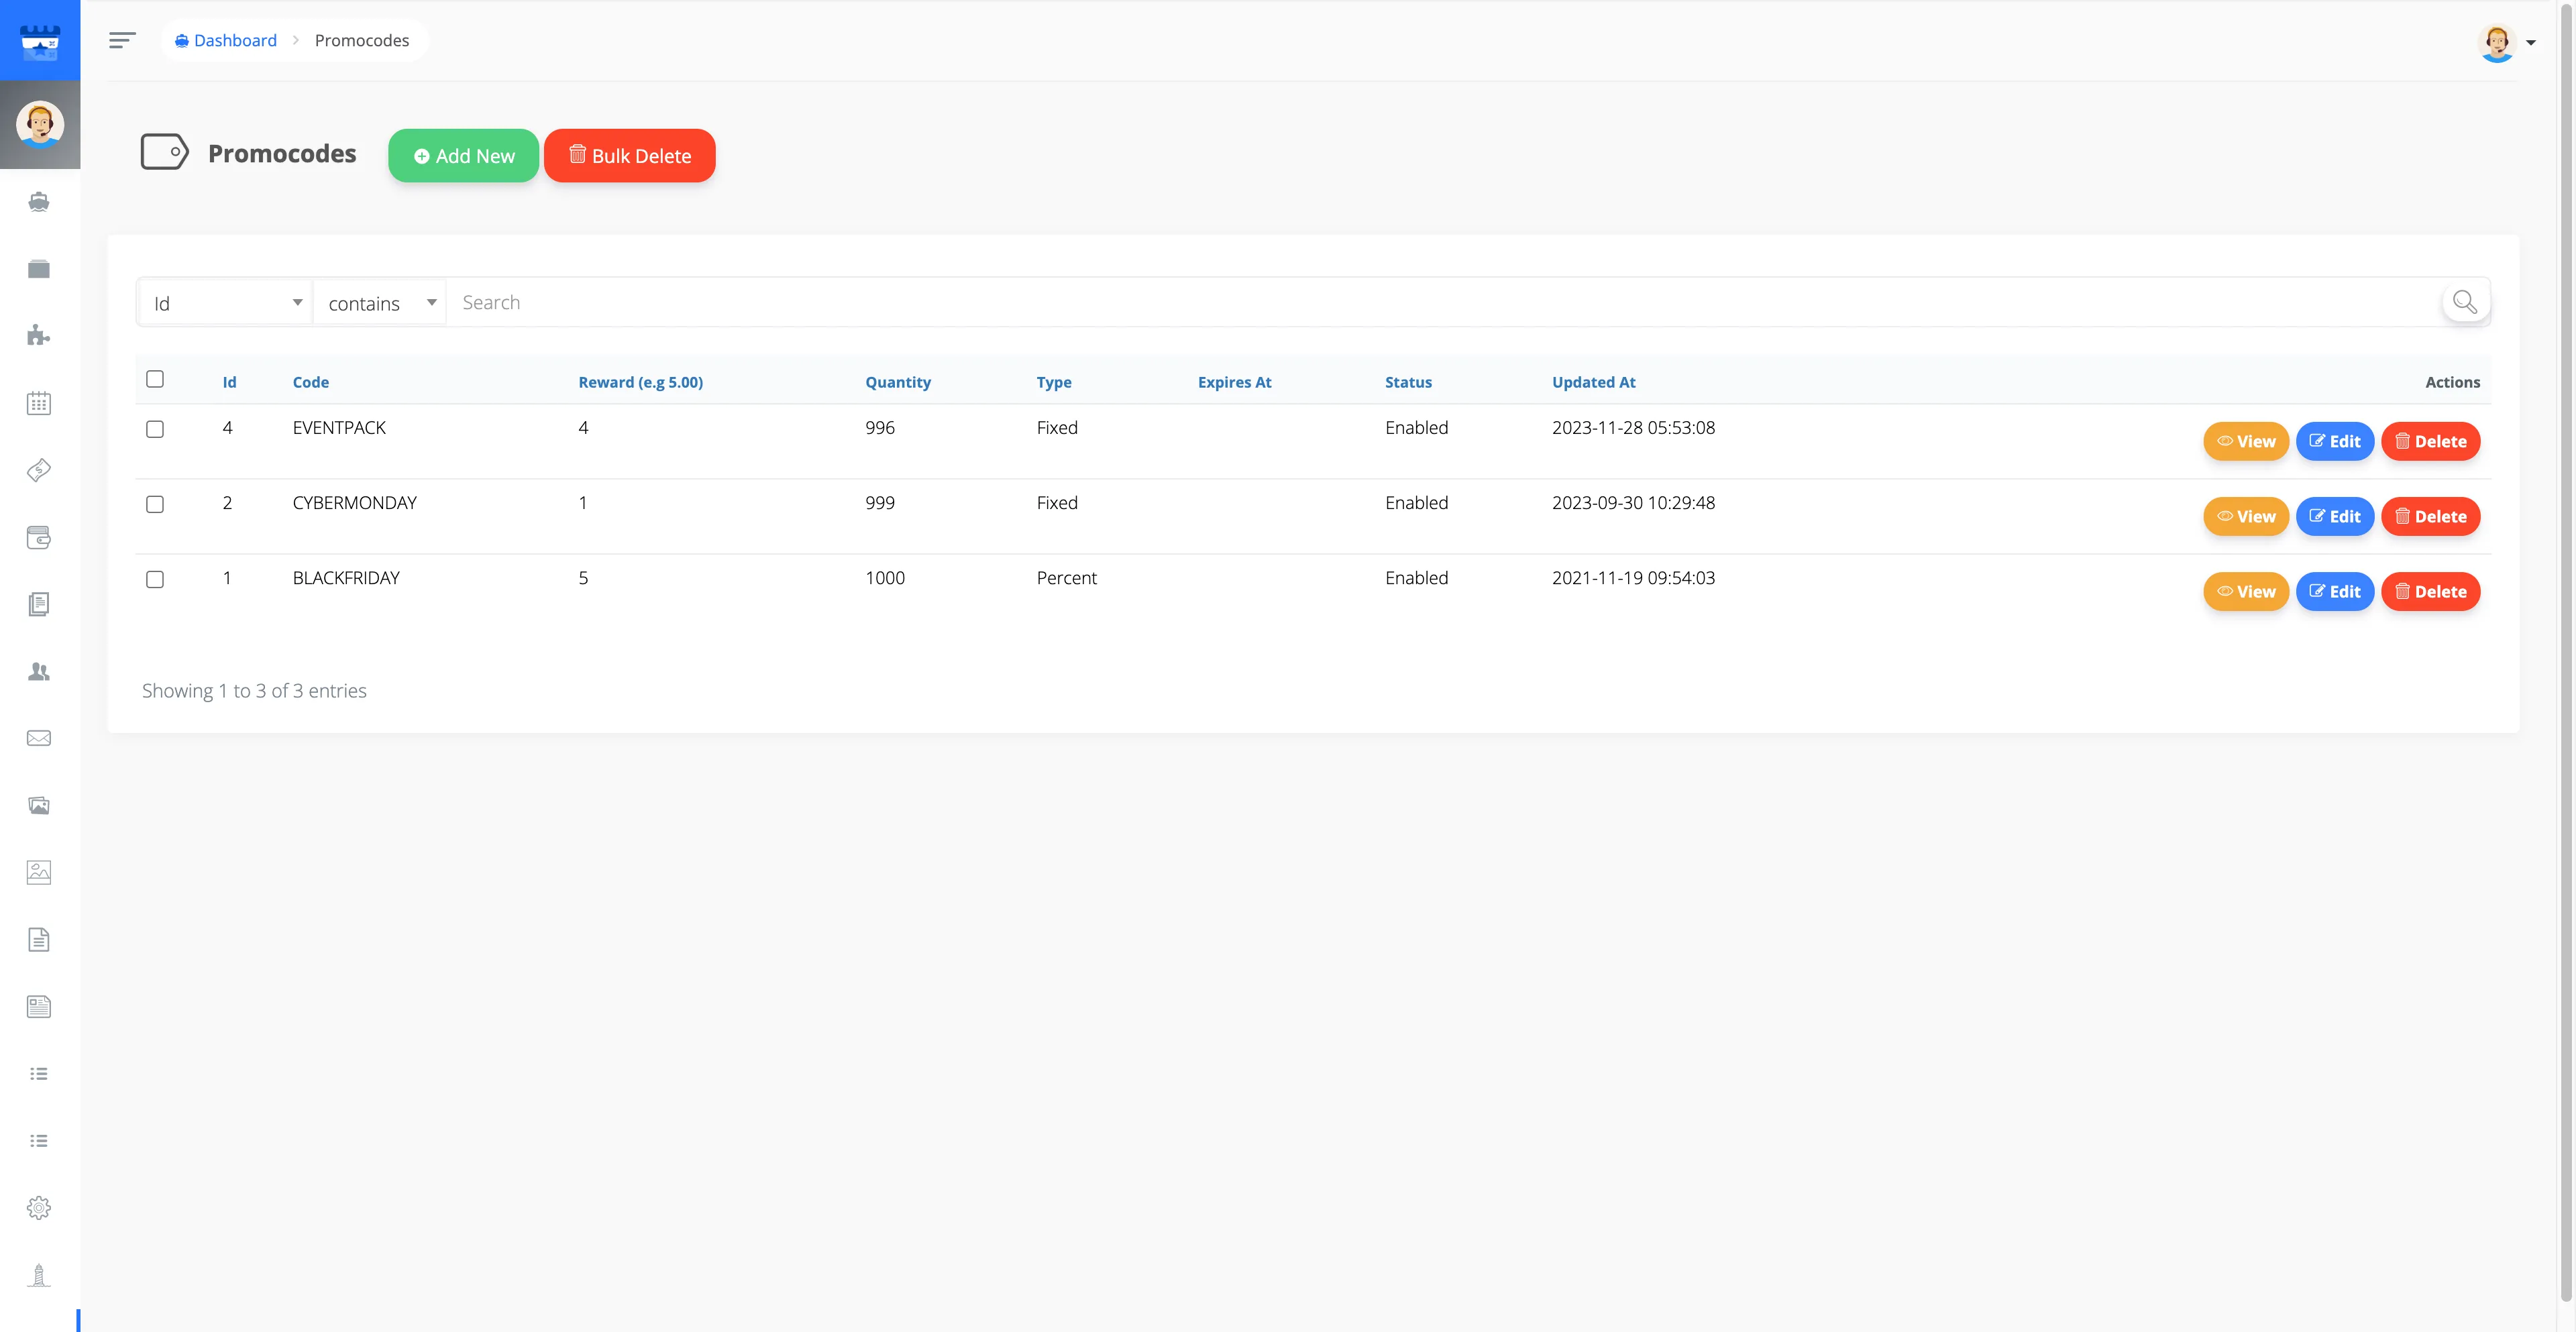 Dashboard > Promocodes
Promocodes Add New Bulk Delete
Id contains Search
Id Code Reward (e.g 5.00) Quantity Type Expires At Status Updated At Actions
4 EVENTPACK 4 996 Fixed Enabled 2023-11-28 05:53:08 View Edit Delete
2 CYBERMONDAY 1 999 Fixed Enabled 2023-09-30 10:29:48 View Edit Delete
1 BLACKFRIDAY 5 1000 Percent Enabled 2021-11-19 09:54:03 View Edit Delete
Showing 1 to 3 of 3 entries